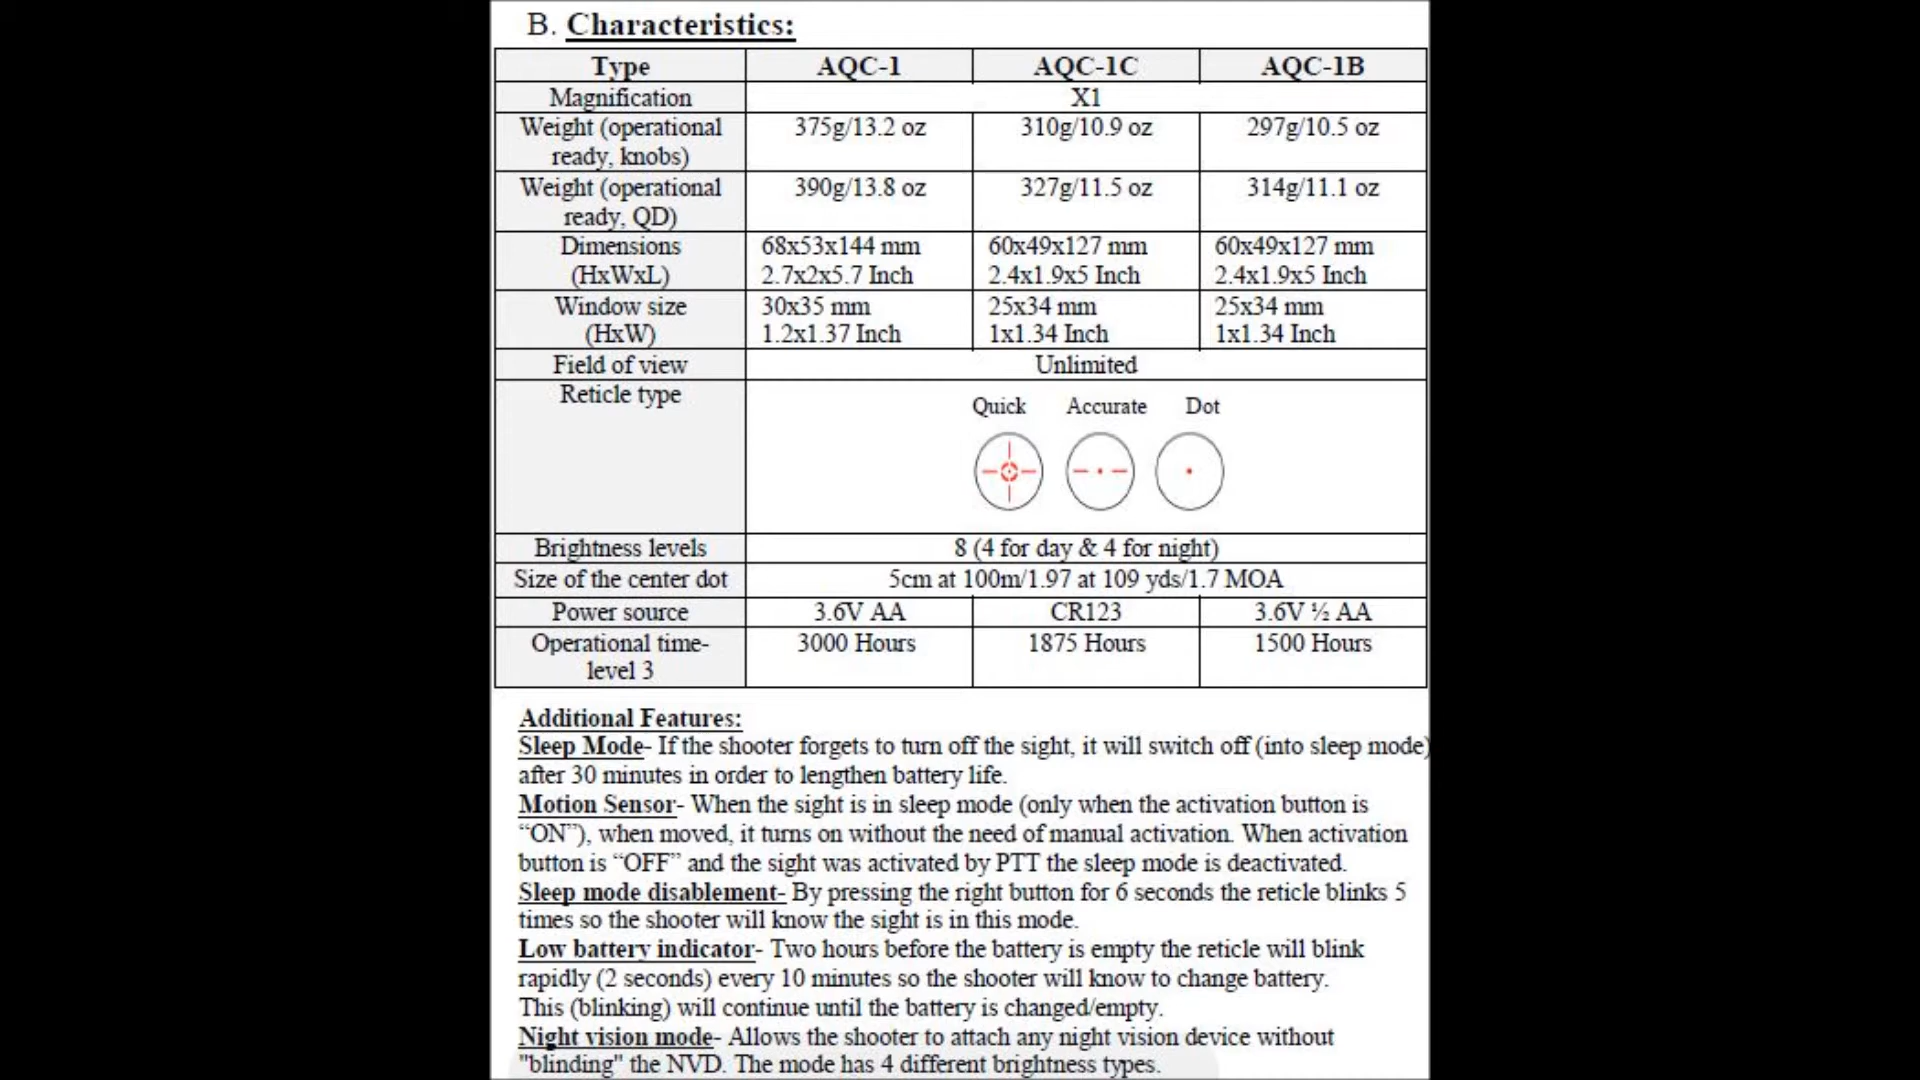 B. Characteristics:
Type AQC-1 AQC-1C AQC-1B
Magnification X1
Weight (operational ready, knobs) 375g/13.2 oz 310g/10.9 oz 297g/10.5 oz
Weight (operational ready, QD) 390g/13.8 oz 327g/11.5 oz 314g/11.1 oz
Dimensions 68x53x144 mm 60x49x127 mm 60x49x127 mm
(HxWxL) 2.7x2x5.7 Inch 2.4x1.9x5 Inch 2.4x1.9x5 Inch
Window size 30x35 mm 25x34 mm 25x34 mm
(HxW) 1.2x1.37 Inch 1x1.34 Inch 1x1.34 Inch
Field of view Unlimited
Reticle type
Quick Accurate Dot
Brightness levels 8 (4 for day & 4 for night)
Size of the center dot 5cm at 100m/1.97 at 109 yds/1.7 MOA
Power source 3.6V AA CR123 3.6V ½ AA
Operational time- 3000 Hours 1875 Hours 1500 Hours
level 3
Additional Features:
Sleep Mode- If the shooter forgets to turn off the sight, it will switch off (into sleep mode)
after 30 minutes in order to lengthen battery life.
Motion Sensor- When the sight is in sleep mode (only when the activation button is
“ON”), when moved, it turns on without the need of manual activation. When activation
button is “OFF” and the sight was activated by PTT the sleep mode is deactivated.
Sleep mode disablement- By pressing the right button for 6 seconds the reticle blinks 5
times so the shooter will know the sight is in this mode.
Low battery indicator- Two hours before the battery is empty the reticle will blink
rapidly (2 seconds) every 10 minutes so the shooter will know to change battery.
This (blinking) will continue until the battery is changed/empty.
Night vision mode- Allows the shooter to attach any night vision device without
"blinding" the NVD. The mode has 4 different brightness types.